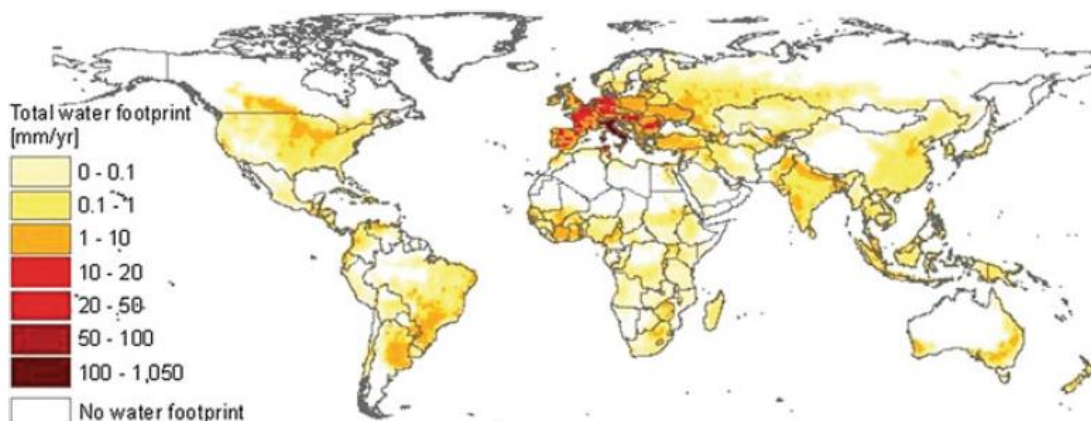 Total water footprint
[mm/yr]
0 - 0.1
0.1 - 1
1 - 10
10 - 20
20 - 50
50 - 100
100 - 1,050
No water footprint